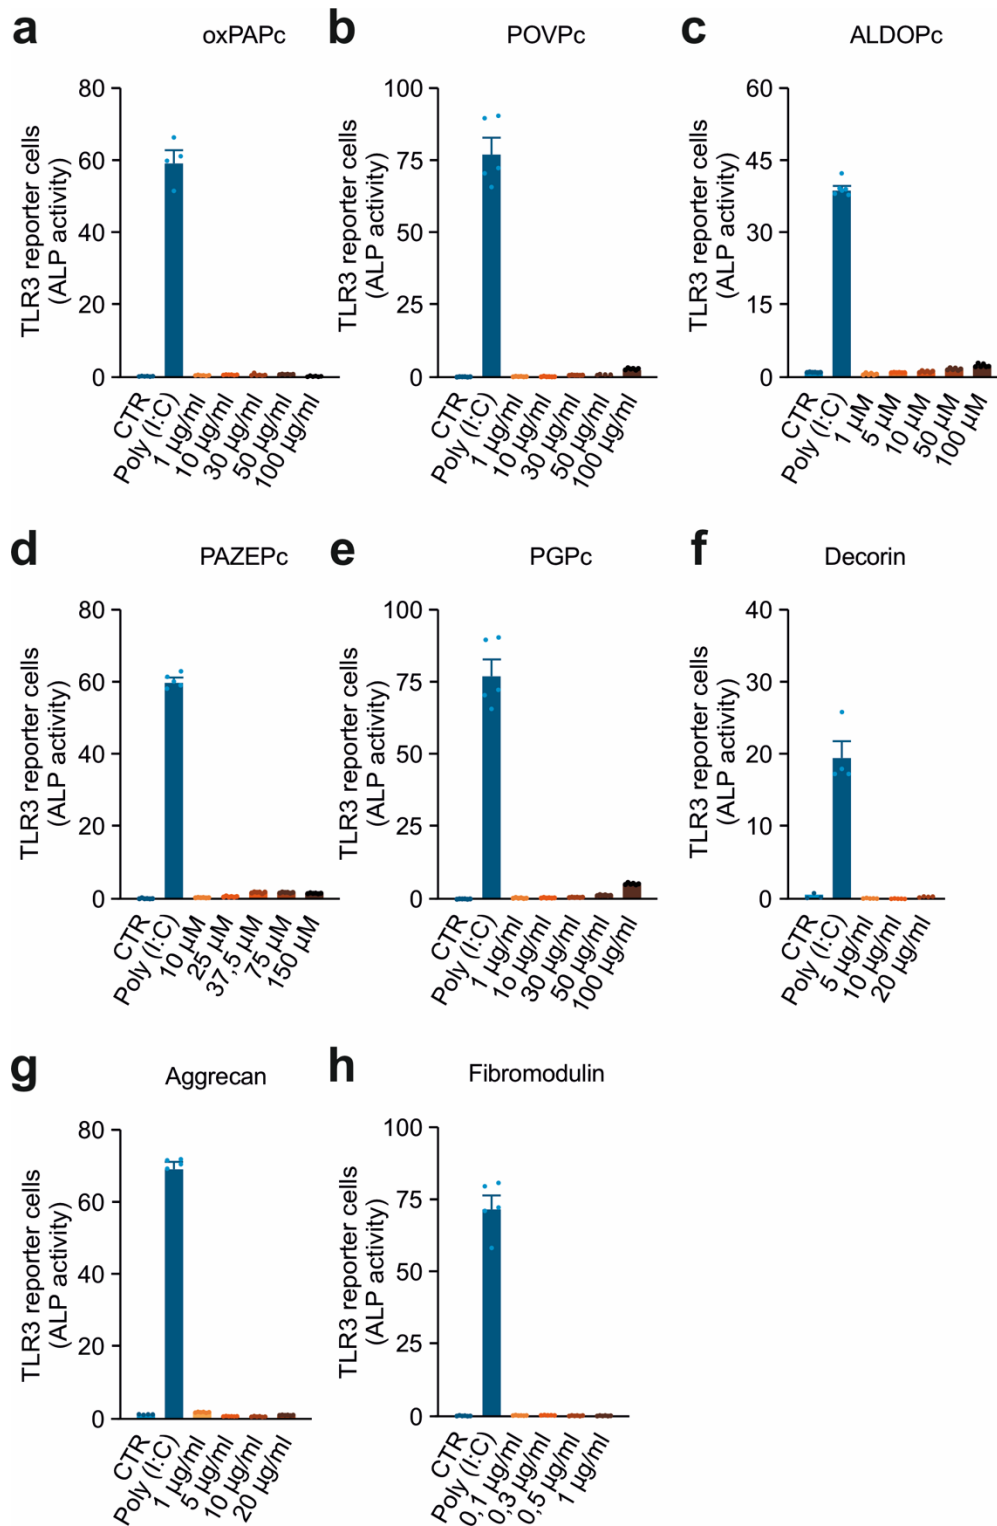 a
oxPAPc
TLR3 reporter cells
(ALP activity)
80
60
40
20
0
CTR
Poly (I:C)
1 µg/ml
10 µg/ml
30 µg/ml
50 µg/ml
100 µg/ml
b
POVPc
TLR3 reporter cells
(ALP activity)
100
75
50
25
0
CTR
Poly (I:C)
1 µg/ml
10 µg/ml
30 µg/ml
50 µg/ml
100 µg/ml
c
ALDOPc
TLR3 reporter cells
(ALP activity)
60
45
30
15
0
CTR
Poly (I:C)
1 µM
5 µM
10 µM
50 µM
100 µM
d
PAZEPc
TLR3 reporter cells
(ALP activity)
80
60
40
20
0
CTR
Poly (I:C)
10 µM
25 µM
37,5 µM
75 µM
150 µM
e
PGPc
TLR3 reporter cells
(ALP activity)
100
75
50
25
0
CTR
Poly (I:C)
1 µg/ml
1o µg/ml
30 µg/ml
50 µg/ml
100 µg/ml
f
Decorin
TLR3 reporter cells
(ALP activity)
40
30
20
10
0
CTR
Poly (I:C)
5 µg/ml
10 µg/ml
20 µg/ml
g
Aggrecan
TLR3 reporter cells
(ALP activity)
80
60
40
20
0
CTR
Poly (I:C)
1 µg/ml
5 µg/ml
10 µg/ml
20 µg/ml
h
Fibromodulin
TLR3 reporter cells
(ALP activity)
100
75
50
25
0
CTR
Poly (I:C)
0,1 µg/ml
0,3 µg/ml
0,5 µg/ml
1 µg/ml